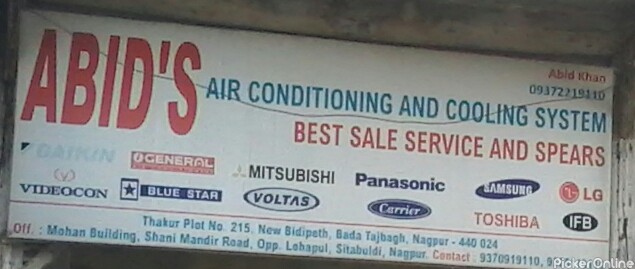 Abid Khan
09372219110
ABID'S
AIR CONDITIONING AND COOLING SYSTEM
BEST SALE SERVICE AND SPEARS
DAIKIN GENERAL MITSUBISHI Panasonic SAMSUNG LG
VIDEOCON BLUE STAR VOLTAS Carrier TOSHIBA IFB
Thakur Plot No. 215, New Bidipeth, Bada Tajbagh, Nagpur - 440 024
Off. : Mohan Building, Shani Mandir Road, Opp. Lohapul, Sitabuldi, Nagpur. Contact : 9370919110,
PickerOnline